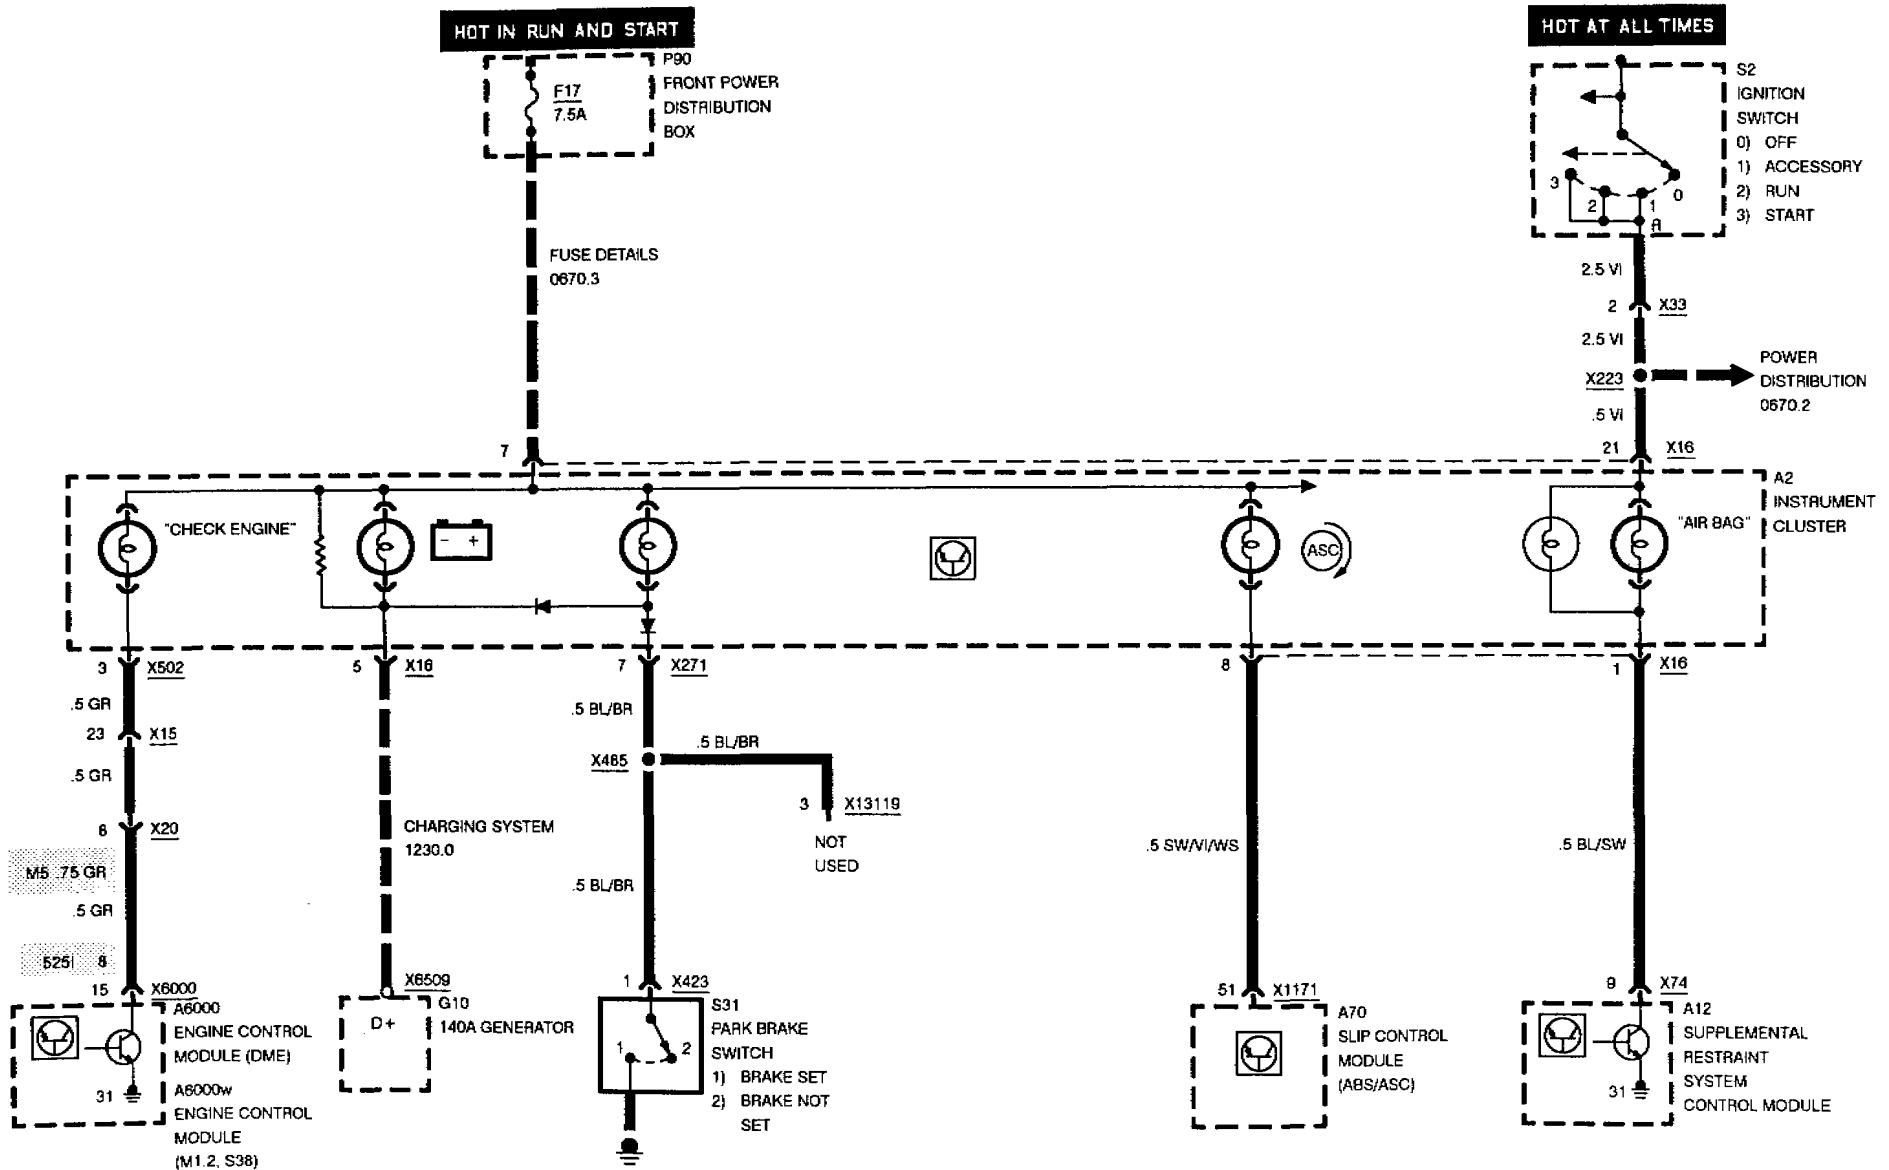 HOT IN RUN AND START
HOT AT ALL TIMES
P90
FRONT POWER
DISTRIBUTION
BOX
F17
7.5A
S2
IGNITION
SWITCH
0) OFF
1) ACCESSORY
2) RUN
3) START
3
2
1
0
R
FUSE DETAILS
0670.3
2.5 VI
2 X33
2.5 VI
X223
POWER
DISTRIBUTION
0670.2
.5 VI
7
21 X16
A2
INSTRUMENT
CLUSTER
"CHECK ENGINE"
- +
ASC
"AIR BAG"
3 X502
5 X16
7 X271
8
1 X16
.5 GR
.5 BL/BR
23 X15
.5 BL/BR
X465
.5 GR
3 X13119
NOT
USED
6 X20
CHARGING SYSTEM
1230.0
.5 SW/VI/WS
.5 BL/SW
M5 .75 GR
.5 GR
.5 BL/BR
525i 8
15 X6000
X6509
1 X423
51 X1171
9 X74
A6000
ENGINE CONTROL
MODULE (DME)
A6000w
ENGINE CONTROL
MODULE
(M1.2, S38)
31
D+
G10
140A GENERATOR
1
2
S31
PARK BRAKE
SWITCH
1) BRAKE SET
2) BRAKE NOT
SET
A70
SLIP CONTROL
MODULE
(ABS/ASC)
31
A12
SUPPLEMENTAL
RESTRAINT
SYSTEM
CONTROL MODULE